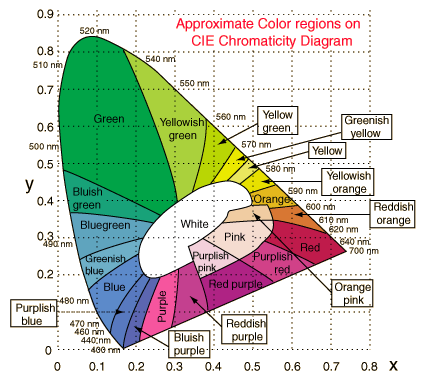 Approximate Color regions on
CIE Chromaticity Diagram
0.9
0.8
0.7
0.6
0.5
0.4
0.3
0.2
0.1
0
y
0
0.1
0.2
0.3
0.4
0.5
0.6
0.7
0.8
x
520 nm
510 nm
540 nm
550 nm
560 nm
570 nm
580 nm
590 nm
600 nm
610 nm
620 nm
640 nm
700 nm
500 nm
490 nm
480 nm
470 nm
460 nm
440 nm
400 nm
Green
Yellowish
green
Yellow
green
Greenish
yellow
Yellow
Yellowish
orange
Orange
Reddish
orange
Bluish
green
Bluegreen
Greenish
blue
Blue
White
Pink
Purplish
pink
Red
Purplish
red
Red purple
Orange
pink
Purple
Reddish
purple
Bluish
purple
Purplish
blue